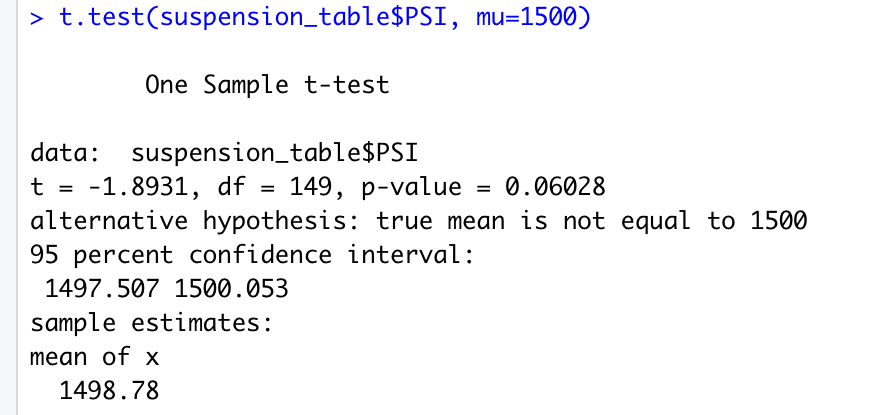 > t.test(suspension_table$PSI, mu=1500)
One Sample t-test
data:  suspension_table$PSI
t = -1.8931, df = 149, p-value = 0.06028
alternative hypothesis: true mean is not equal to 1500
95 percent confidence interval:
1497.507 1500.053
sample estimates:
mean of x
1498.78